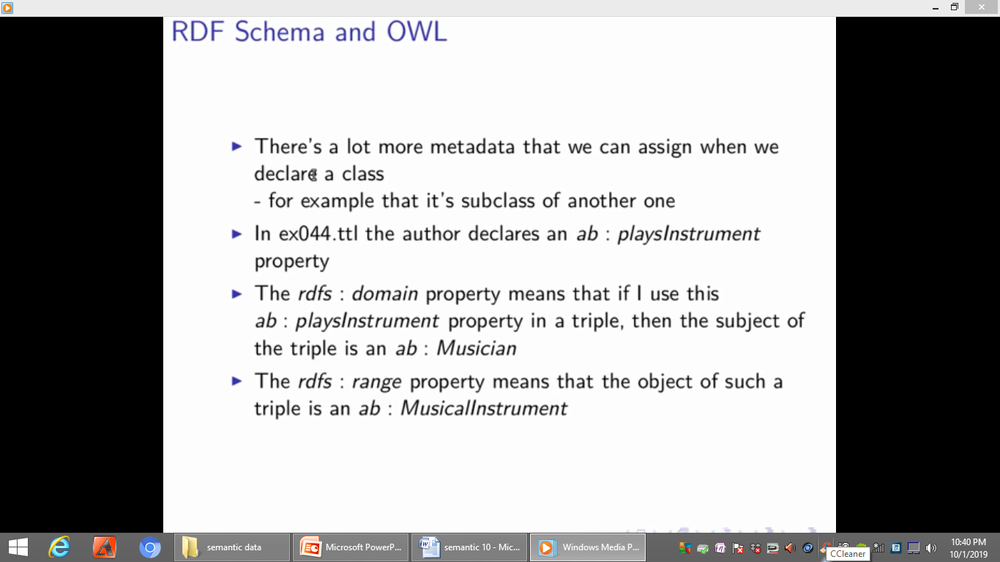 RDF Schema and OWL
There's a lot more metadata that we can assign when we
declare a class
- for example that it's subclass of another one
In ex044.ttl the author declares an ab : playsInstrument
property
The rdfs : domain property means that if I use this
ab : playsInstrument property in a triple, then the subject of
the triple is an ab : Musician
The rdfs : range property means that the object of such a
triple is an ab : MusicalInstrument
semantic data
Microsoft PowerP...
semantic 10 - Mic...
Windows Media P...
CCleaner
10:40 PM
10/1/2019